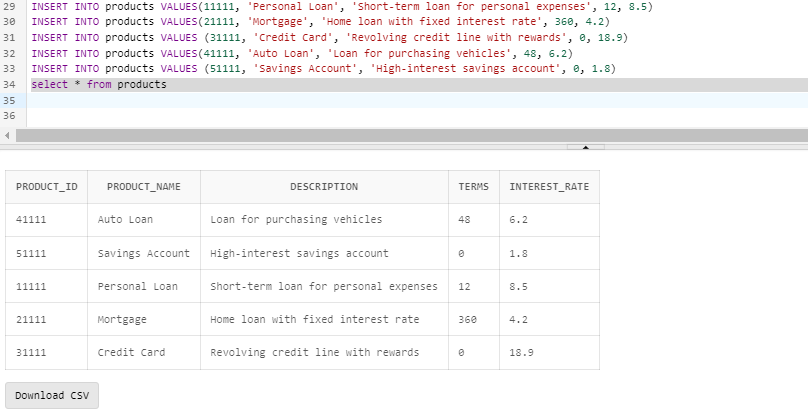 29 INSERT INTO products VALUES(11111, 'Personal Loan', 'Short-term loan for personal expenses', 12, 8.5)
30 INSERT INTO products VALUES(21111, 'Mortgage', 'Home loan with fixed interest rate', 360, 4.2)
31 INSERT INTO products VALUES (31111, 'Credit Card', 'Revolving credit line with rewards', 0, 18.9)
32 INSERT INTO products VALUES(41111, 'Auto Loan', 'Loan for purchasing vehicles', 48, 6.2)
33 INSERT INTO products VALUES (51111, 'Savings Account', 'High-interest savings account', 0, 1.8)
34 select * from products
35
36
PRODUCT_ID PRODUCT_NAME DESCRIPTION TERMS INTEREST_RATE
41111 Auto Loan Loan for purchasing vehicles 48 6.2
51111 Savings Account High-interest savings account 0 1.8
11111 Personal Loan Short-term loan for personal expenses 12 8.5
21111 Mortgage Home loan with fixed interest rate 360 4.2
31111 Credit Card Revolving credit line with rewards 0 18.9
Download CSV